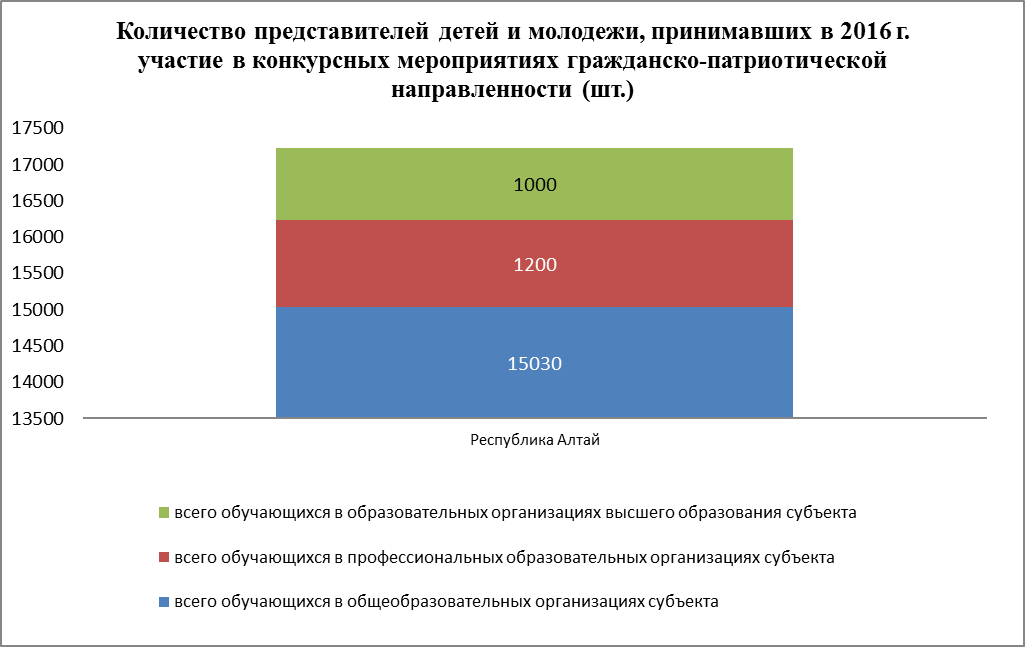 Количество представителей детей и молодежи, принимавших в 2016 г.
участие в конкурсных мероприятиях гражданско-патриотической
направленности (шт.)
17500
17000
16500
16000
15500
15000
14500
14000
13500
1000
1200
15030
Республика Алтай
всего обучающихся в образовательных организациях высшего образования субъекта
всего обучающихся в профессиональных образовательных организациях субъекта
всего обучающихся в общеобразовательных организациях субъекта